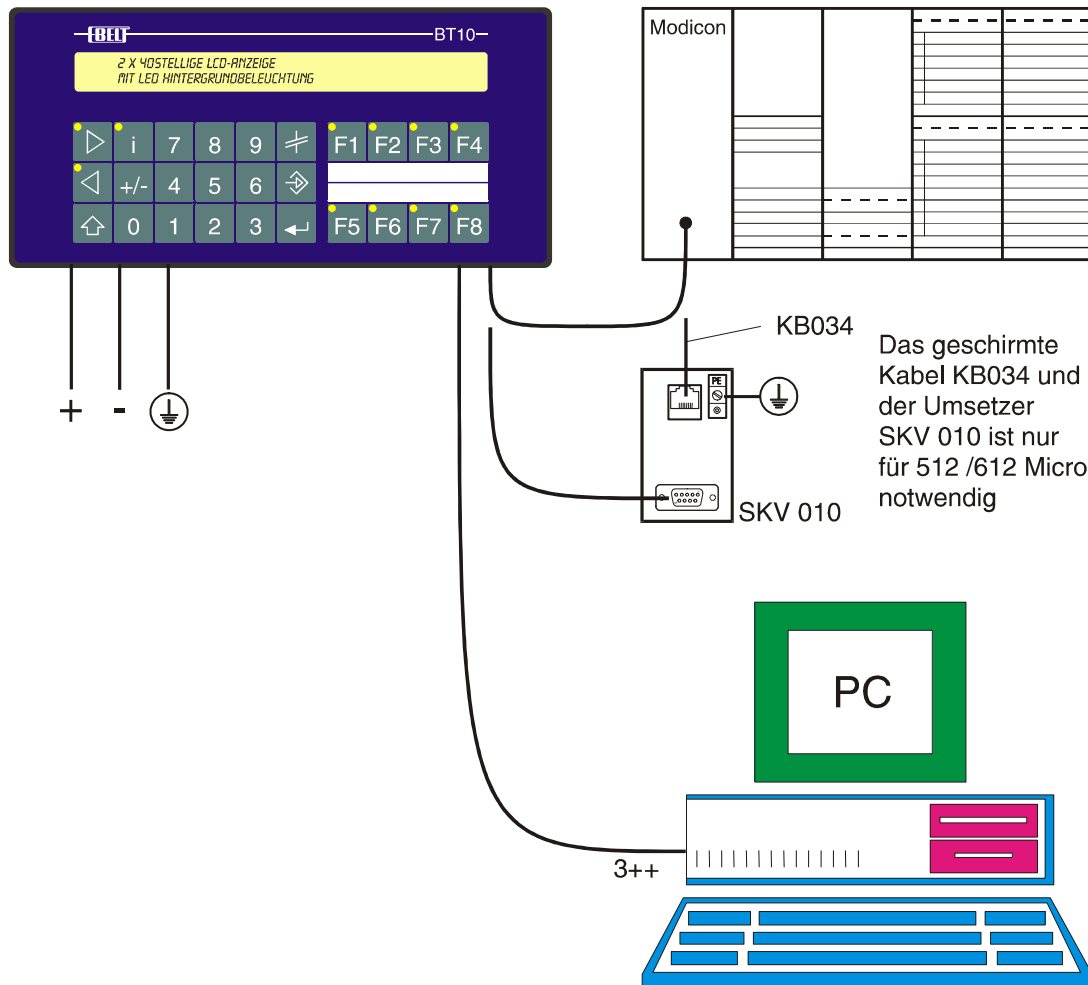 EBELT
BT10
2 X 40STELLIGE LCD-ANZEIGE
MIT LED HINTERGRUNDBELEUCHTUNG
i 7 8 9 F1 F2 F3 F4
+/- 4 5 6
0 1 2 3 F5 F6 F7 F8
+ -
Modicon
KB034
PE
SKV 010
Das geschirmte
Kabel KB034 und
der Umsetzer
SKV 010 ist nur
für 512 /612 Micro
notwendig
PC
3++